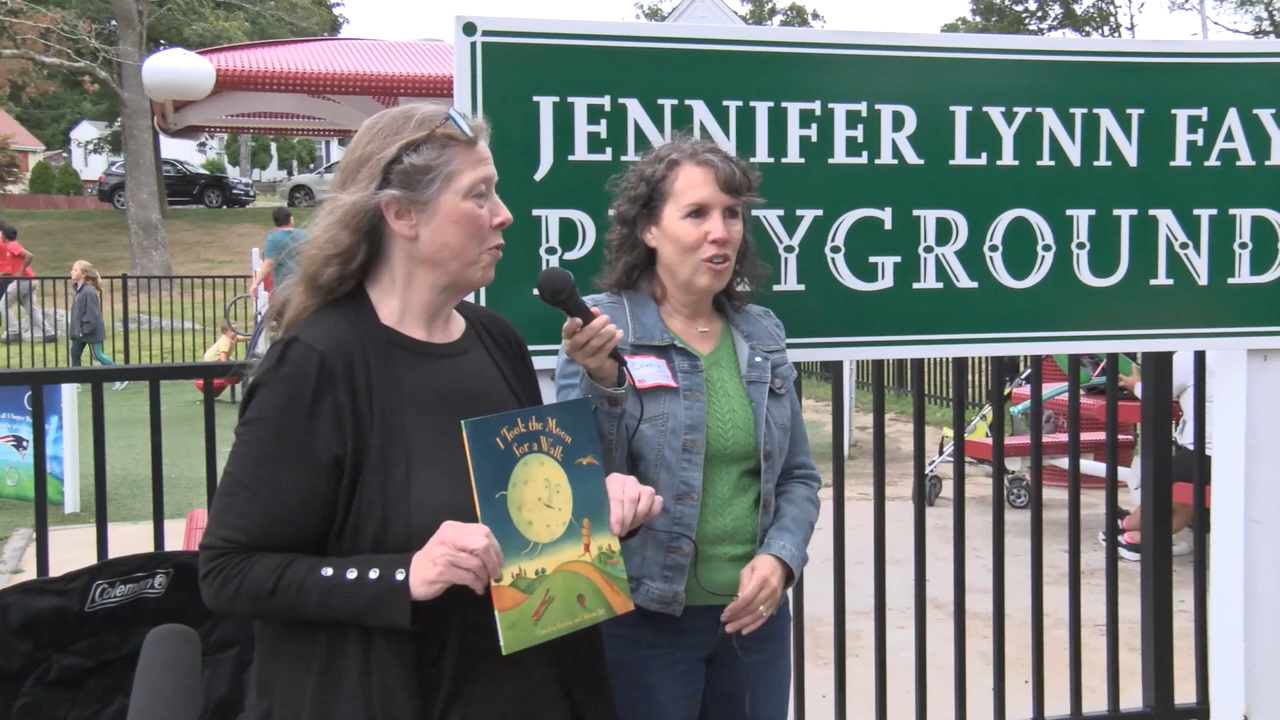 JENNIFER LYNN FAY
PLAYGROUND
I Took the Moon
for a Walk
Coleman